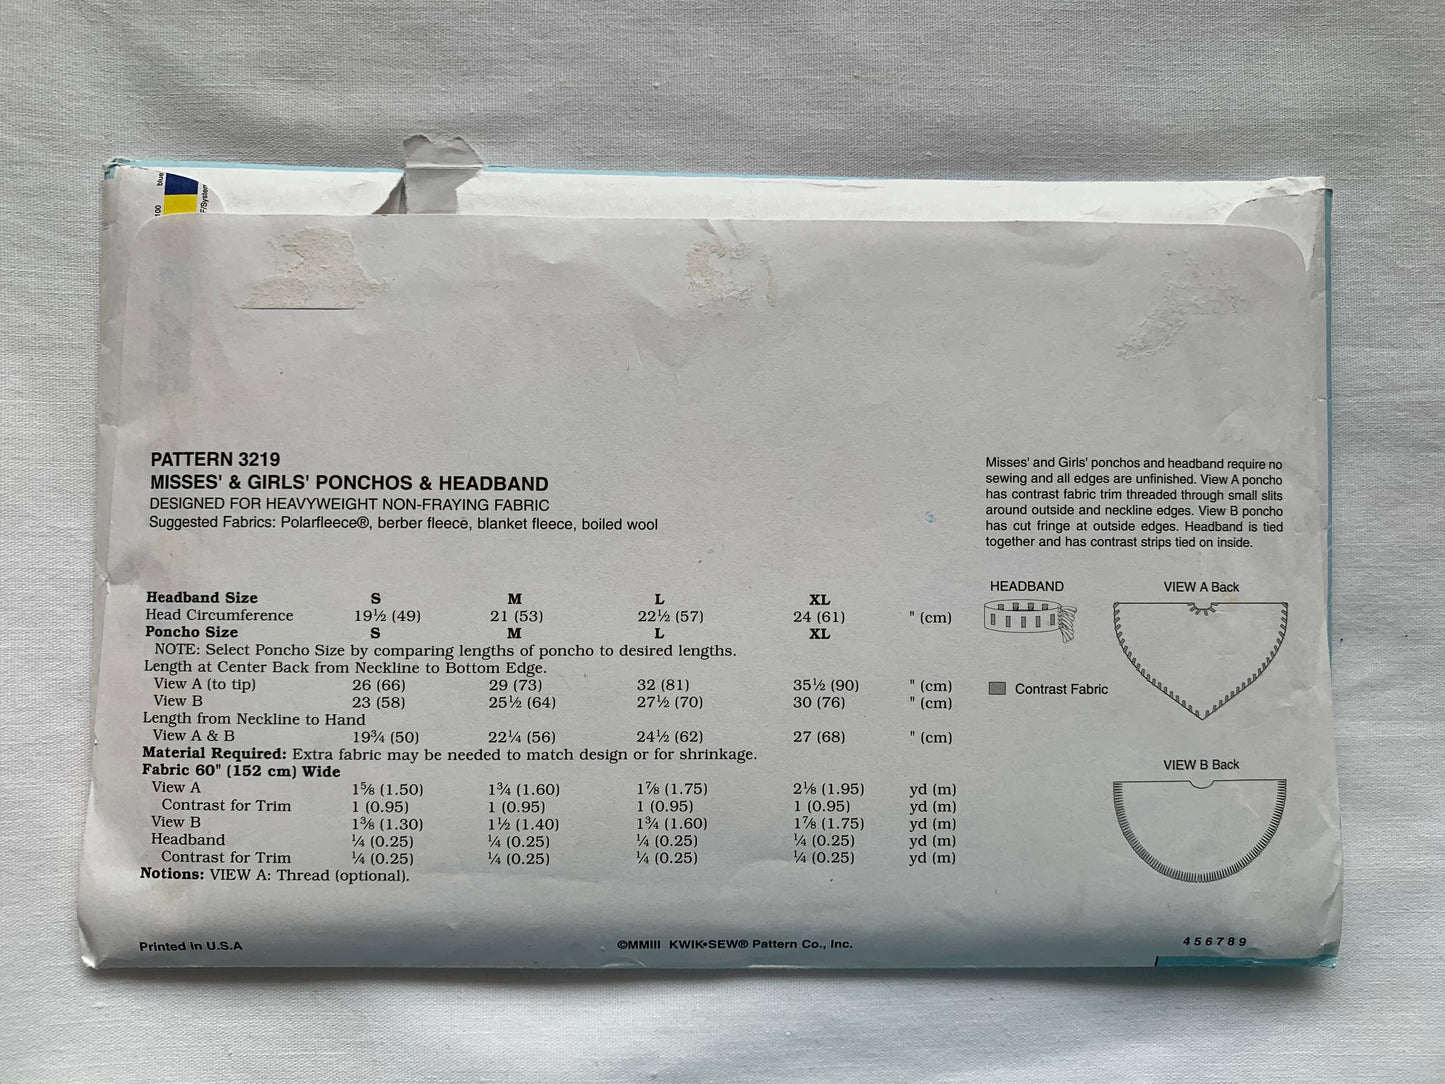 blue
100
F/System
PATTERN 3219
MISSES' & GIRLS' PONCHOS & HEADBAND
DESIGNED FOR HEAVYWEIGHT NON-FRAYING FABRIC
Suggested Fabrics: Polarfleece®, berber fleece, blanket fleece, boiled wool
Misses' and Girls' ponchos and headband require no
sewing and all edges are unfinished. View A poncho
has contrast fabric trim threaded through small slits
around outside and neckline edges. View B poncho
has cut fringe at outside edges. Headband is tied
together and has contrast strips tied on inside.
Headband Size S M L XL
Head Circumference 19½ (49) 21 (53) 22½ (57) 24 (61) " (cm)
Poncho Size S M L XL
NOTE: Select Poncho Size by comparing lengths of poncho to desired lengths.
Length at Center Back from Neckline to Bottom Edge.
View A (to tip) 26 (66) 29 (73) 32 (81) 35½ (90) " (cm)
View B 23 (58) 25½ (64) 27½ (70) 30 (76) " (cm)
Length from Neckline to Hand
View A & B 19¾ (50) 22¼ (56) 24½ (62) 27 (68) " (cm)
Material Required: Extra fabric may be needed to match design or for shrinkage.
Fabric 60" (152 cm) Wide
View A 1⅝ (1.50) 1¾ (1.60) 1⅞ (1.75) 2⅛ (1.95) yd (m)
Contrast for Trim 1 (0.95) 1 (0.95) 1 (0.95) 1 (0.95) yd (m)
View B 1⅜ (1.30) 1½ (1.40) 1¾ (1.60) 1⅞ (1.75) yd (m)
Headband ¼ (0.25) ¼ (0.25) ¼ (0.25) ¼ (0.25) yd (m)
Contrast for Trim ¼ (0.25) ¼ (0.25) ¼ (0.25) ¼ (0.25) yd (m)
Notions: VIEW A: Thread (optional).
HEADBAND
VIEW A Back
Contrast Fabric
VIEW B Back
Printed in U.S.A
©MMIII KWIK•SEW® Pattern Co., Inc.
4 5 6 7 8 9